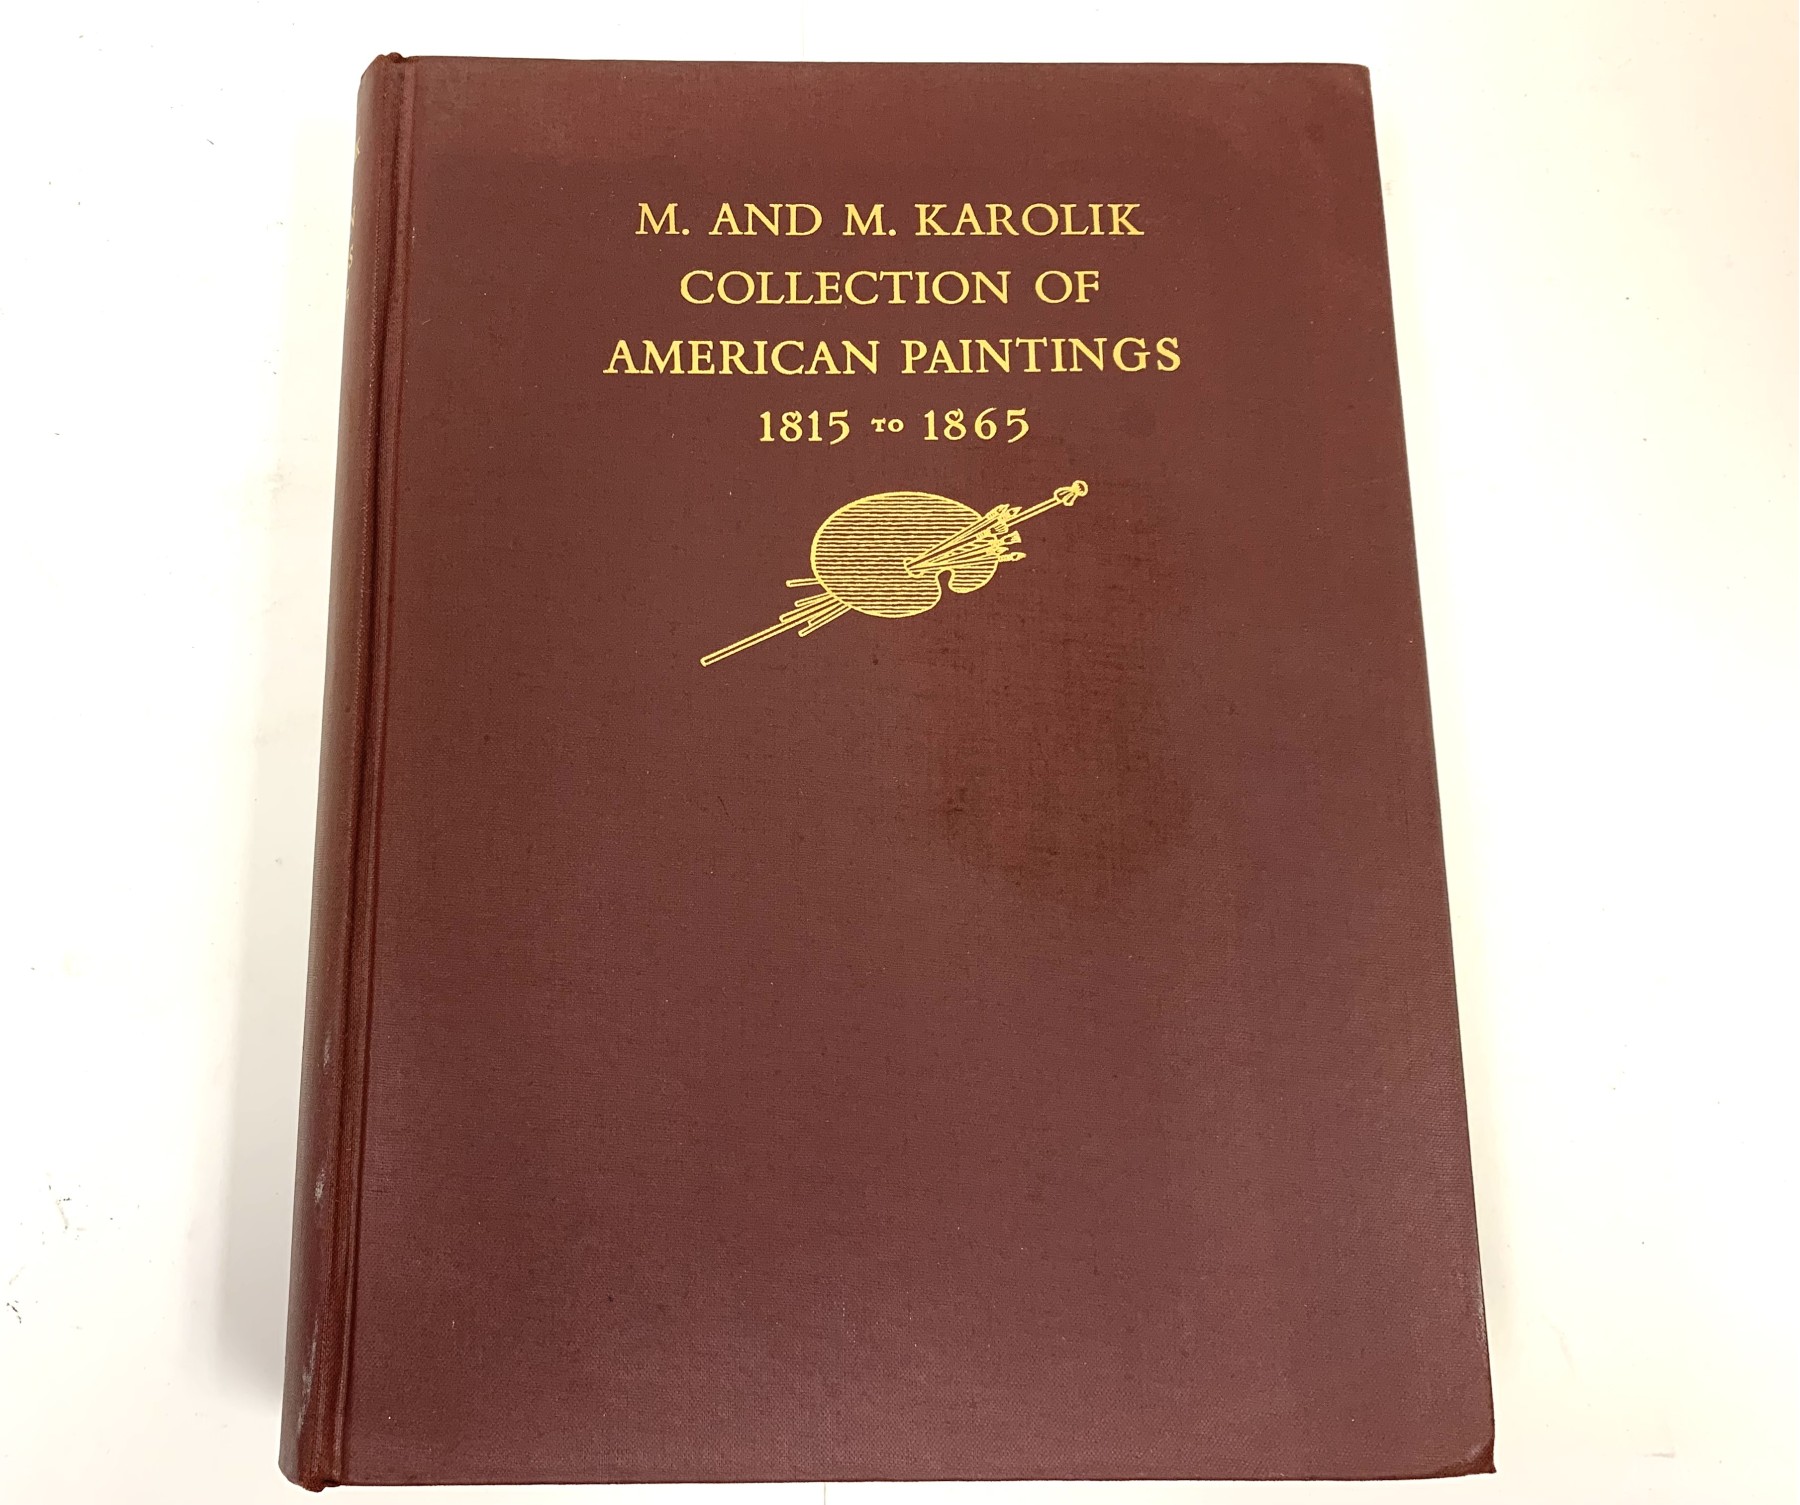 M. AND M. KAROLIK
COLLECTION OF
AMERICAN PAINTINGS
1815 TO 1865